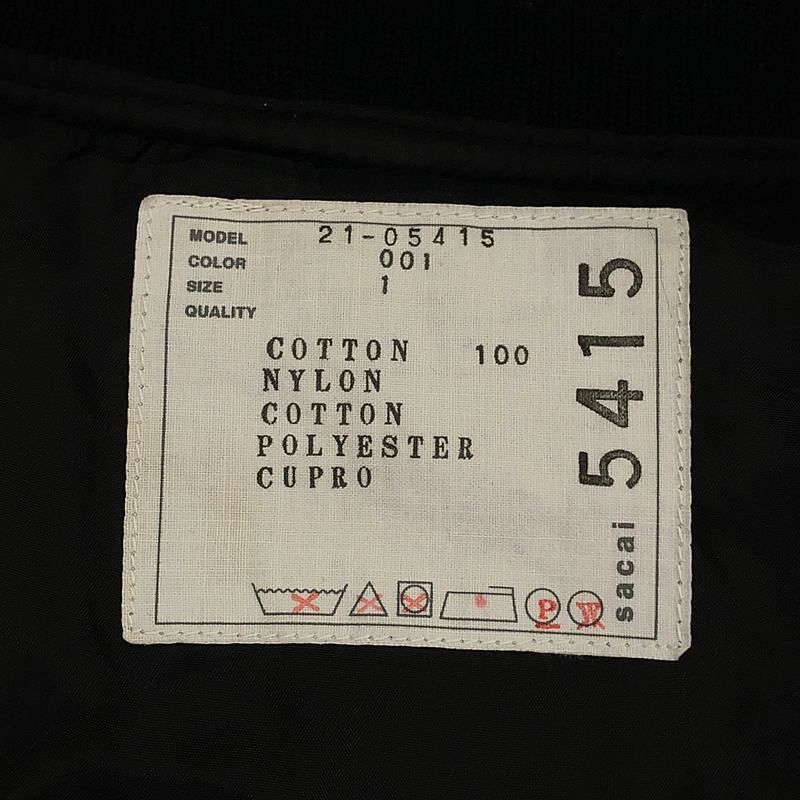 MODEL 21-05415
COLOR 001
SIZE 1
QUALITY
COTTON 100
NYLON
COTTON
POLYESTER
CUPRO
P W
sacai 5415